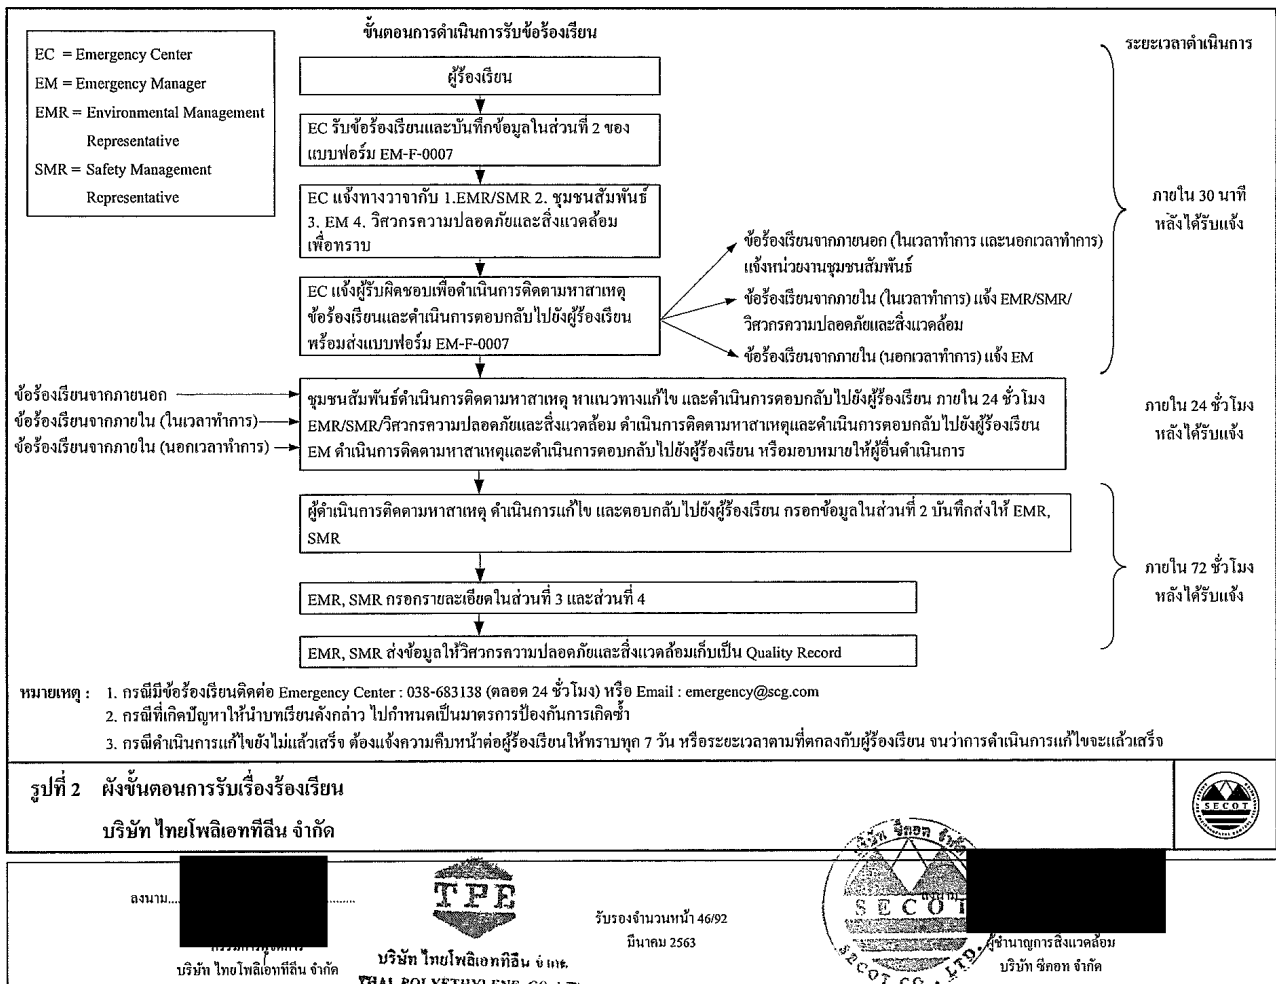 ขั้นตอนการดำเนินการรับข้อร้องเรียน
ระยะเวลาดำเนินการ
EC = Emergency Center
EM = Emergency Manager
EMR = Environmental Management
Representative
SMR = Safety Management
Representative
ผู้ร้องเรียน
EC รับข้อร้องเรียนและบันทึกข้อมูลในส่วนที่ 2 ของ
แบบฟอร์ม EM-F-0007
EC แจ้งทางวาจากับ 1.EMR/SMR 2. ชุมชนสัมพันธ์
3. EM 4. วิศวกรความปลอดภัยและสิ่งแวดล้อม
เพื่อทราบ
ภายใน 30 นาที
หลังได้รับแจ้ง
EC แจ้งผู้รับผิดชอบเพื่อดำเนินการติดตามหาสาเหตุ
ข้อร้องเรียนและดำเนินการตอบกลับไปยังผู้ร้องเรียน
พร้อมส่งแบบฟอร์ม EM-F-0007
ข้อร้องเรียนจากภายนอก (ในเวลาทำการ และนอกเวลาทำการ)
แจ้งหน่วยงานชุมชนสัมพันธ์
ข้อร้องเรียนจากภายใน (ในเวลาทำการ) แจ้ง EMR/SMR/
วิศวกรความปลอดภัยและสิ่งแวดล้อม
ข้อร้องเรียนจากภายใน (นอกเวลาทำการ) แจ้ง EM
ข้อร้องเรียนจากภายนอก
ข้อร้องเรียนจากภายใน (ในเวลาทำการ)
ข้อร้องเรียนจากภายใน (นอกเวลาทำการ)
ชุมชนสัมพันธ์ดำเนินการติดตามหาสาเหตุ หาแนวทางแก้ไข และดำเนินการตอบกลับไปยังผู้ร้องเรียน ภายใน 24 ชั่วโมง
EMR/SMR/วิศวกรความปลอดภัยและสิ่งแวดล้อม ดำเนินการติดตามหาสาเหตุและดำเนินการตอบกลับไปยังผู้ร้องเรียน
EM ดำเนินการติดตามหาสาเหตุและดำเนินการตอบกลับไปยังผู้ร้องเรียน หรือมอบหมายให้ผู้อื่นดำเนินการ
ภายใน 24 ชั่วโมง
หลังได้รับแจ้ง
ผู้ดำเนินการติดตามหาสาเหตุ ดำเนินการแก้ไข และตอบกลับไปยังผู้ร้องเรียน กรอกข้อมูลในส่วนที่ 2 บันทึกส่งให้ EMR,
SMR
EMR, SMR กรอกรายละเอียดในส่วนที่ 3 และส่วนที่ 4
EMR, SMR ส่งข้อมูลให้วิศวกรความปลอดภัยและสิ่งแวดล้อมเก็บเป็น Quality Record
ภายใน 72 ชั่วโมง
หลังได้รับแจ้ง
หมายเหตุ : 1. กรณีมีข้อร้องเรียนติดต่อ Emergency Center : 038-683138 (ตลอด 24 ชั่วโมง) หรือ Email : emergency@scg.com
2. กรณีที่เกิดปัญหาให้นำบทเรียนดังกล่าว ไปกำหนดเป็นมาตรการป้องกันการเกิดซ้ำ
3. กรณีดำเนินการแก้ไขยังไม่แล้วเสร็จ ต้องแจ้งความคืบหน้าต่อผู้ร้องเรียนให้ทราบทุก 7 วัน หรือระยะเวลาตามที่ตกลงกับผู้ร้องเรียน จนว่าการดำเนินการแก้ไขจะแล้วเสร็จ
รูปที่ 2 ผังขั้นตอนการรับเรื่องร้องเรียน
บริษัท ไทยโพลิเอททีลีน จำกัด
SECOT
ลงนาม
กรรมการผู้จัดการ
บริษัท ไทยโพลิเอททีลีน จำกัด
TPE
บริษัท ไทยโพลิเอททีลีน จำกัด
THAI POLYETHYLENE CO.
รับรองจำนวนหน้า 46/92
มีนาคม 2563
บริษัท ซีคอท จำกัด
SECOT
SECOT CO., LTD.
ลงนาม
ผู้ชำนาญการสิ่งแวดล้อม
บริษัท ซีคอท จำกัด